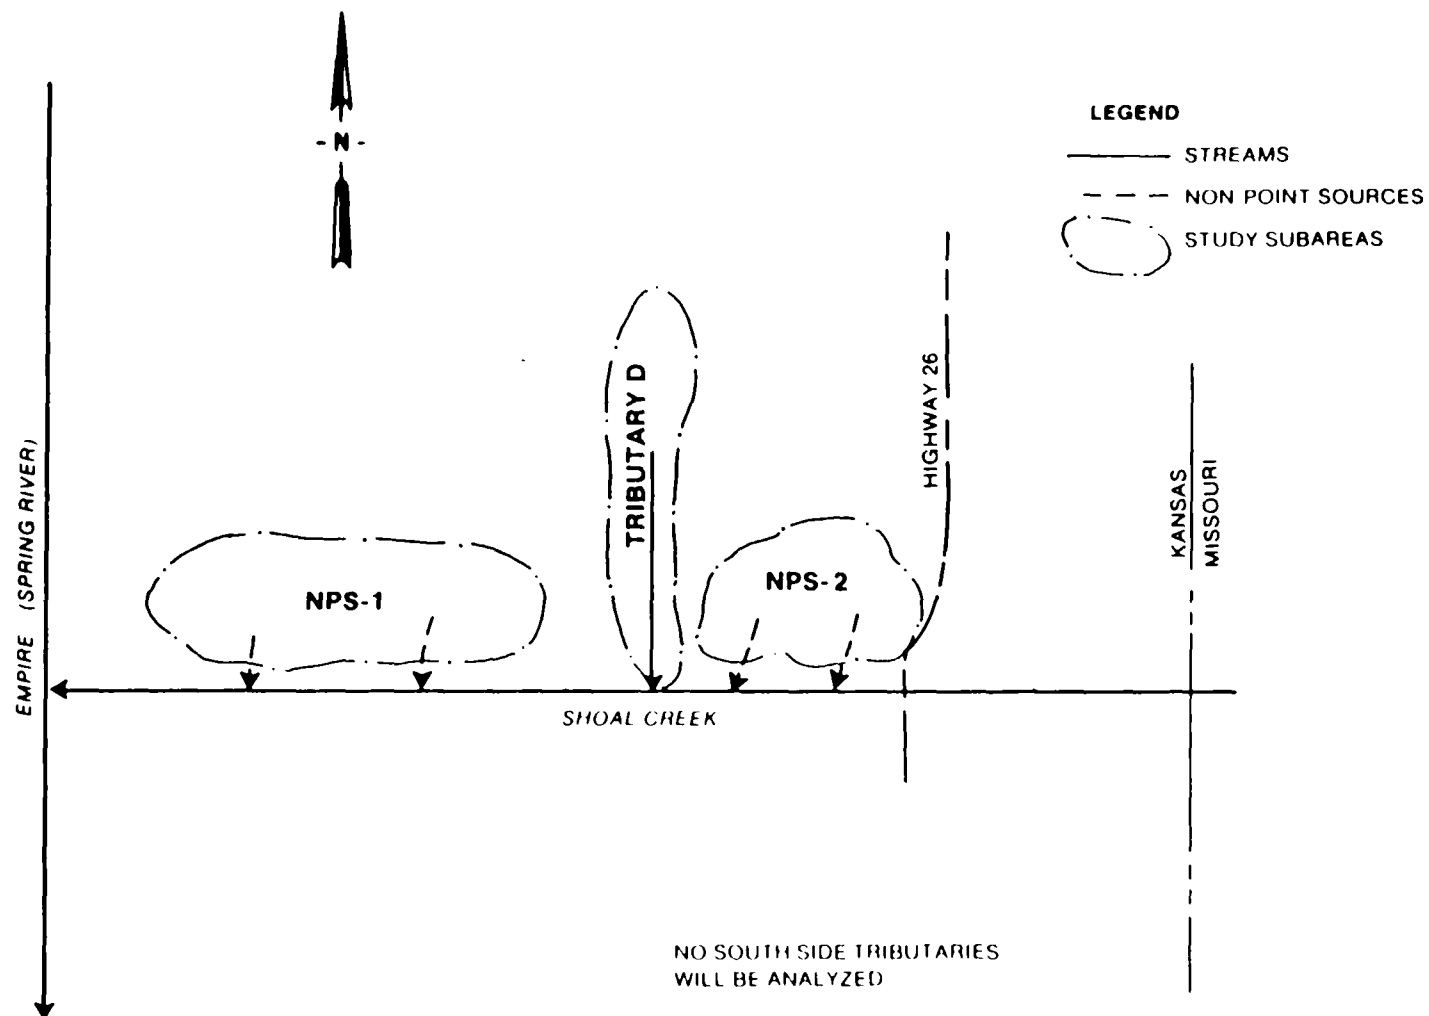 - N -
LEGEND
STREAMS
NON POINT SOURCES
STUDY SUBAREAS
HIGHWAY 26
TRIBUTARY D
KANSAS
MISSOURI
EMPIRE (SPRING RIVER)
NPS-1
NPS-2
SHOAL CREEK
NO SOUTH SIDE TRIBUTARIES
WILL BE ANALYZED